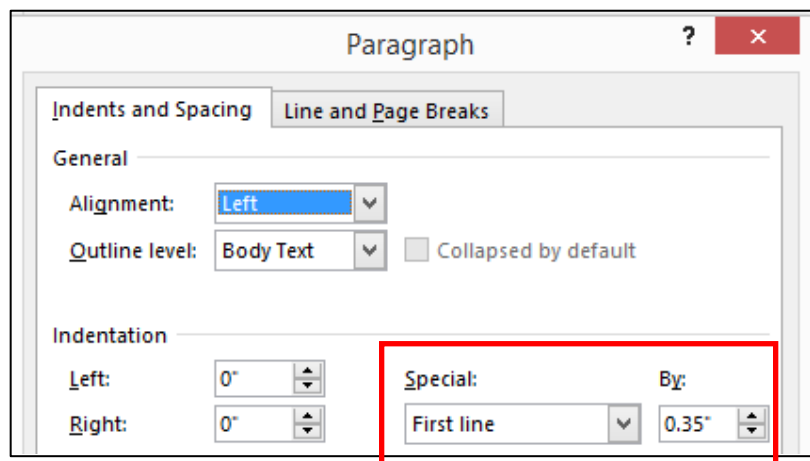 Paragraph ? ×
Indents and Spacing Line and Page Breaks
General
Alignment: Left
Outline level: Body Text Collapsed by default
Indentation
Left: 0" Special: By:
Right: 0" First line 0.35"